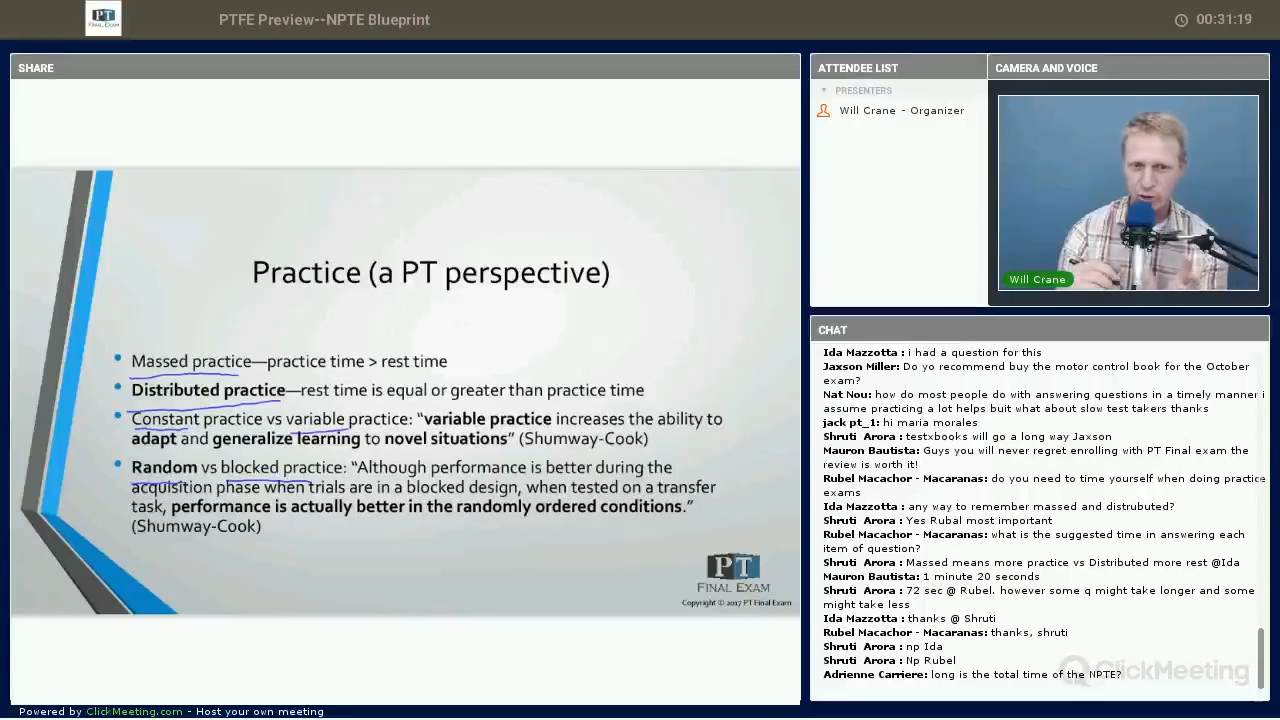 PT
FINAL EXAM
PTFE Preview--NPTE Blueprint
00:31:19
SHARE
Practice (a PT perspective)
• Massed practice—practice time > rest time
• Distributed practice—rest time is equal or greater than practice time
• Constant practice vs variable practice: “variable practice increases the ability to
adapt and generalize learning to novel situations” (Shumway-Cook)
• Random vs blocked practice: “Although performance is better during the
acquisition phase when trials are in a blocked design, when tested on a transfer
task, performance is actually better in the randomly ordered conditions.”
(Shumway-Cook)
PT
FINAL EXAM
Copyright © 2017 PT Final Exam
ATTENDEE LIST
PRESENTERS
Will Crane - Organizer
CAMERA AND VOICE
Will Crane
CHAT
Ida Mazzotta : i had a question for this
Jaxson Miller: Do yo recommend buy the motor control book for the October
exam?
Nat Nou: how do most people do with answering questions in a timely manner i
assume practicing a lot helps buit what about slow testtakers thanks
jack pt_1: hi maria morales
Shruti Arora : testxbooks will go a long way Jaxson
Mauron Bautista: Guys you will never regret enrolling with PT Final exam the
review is worth it!
Rubel Macachor - Macaranas: do you need to time yourself when doing practice
exams
Ida Mazzotta : any way to remember massed and distrubuted?
Shruti Arora : Yes Rubal most important
Rubel Macachor - Macaranas: what is the suggested time in answering each
item of question?
Shruti Arora : Massed means more practice vs Distributed more rest @Ida
Mauron Bautista: 1 minute 20 seconds
Shruti Arora : 72 sec @ Rubel. however some q might take longer and some
might take less
Ida Mazzotta : thanks @ Shruti
Rubel Macachor - Macaranas: thanks, shruti
Shruti Arora : np Ida
Shruti Arora : Np Rubel
Adrienne Carriere: long is the total time of the NPTE?
ClickMeeting
Powered by ClickMeeting.com - Host your own meeting